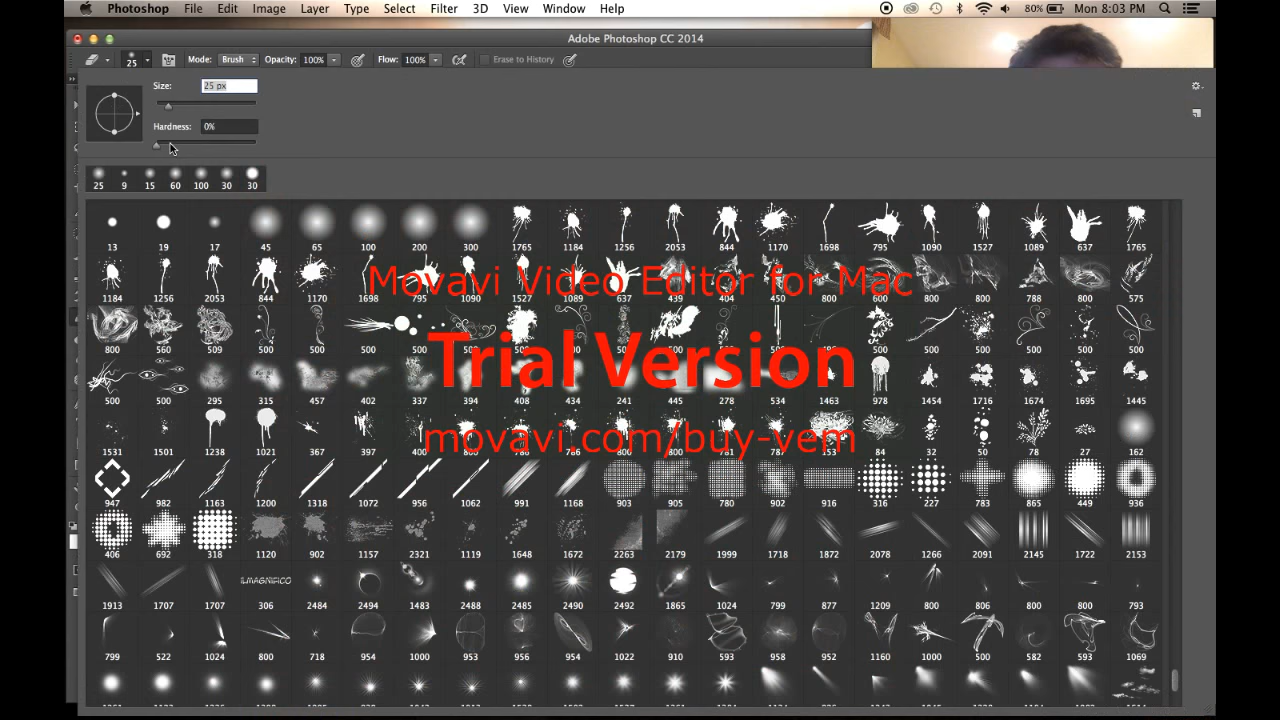 Photoshop File Edit Image Layer Type Select Filter 3D View Window Help 80% Mon 8:03 PM
Adobe Photoshop CC 2014
25 Mode: Brush Opacity: 100% Flow: 100% Erase to History
Size: 25 px
Hardness: 0%
25 9 15 60 100 30 30
13 19 17 45 65 100 200 300 1765 1184 1256 2053 844 1170 1698 795 1090 1527 1089 637 1765
Movavi Video Editor for Mac
1184 1256 2053 844 1170 1698 795 1090 1527 1089 637 439 404 450 800 600 800 800 788 800 575
800 560 509 500 500 500 500 500 500 500 500 500 500 500 500 500
Trial Version
500 500 295 315 457 402 337 394 408 434 241 445 278 534 1463 978 1454 1716 1674 1695 1445
movavi.com/buy-vem
1531 1501 1238 1021 367 397 400 800 800 781 787 153 84 32 50 78 27 162
947 982 1163 1200 1318 1072 956 1062 991 1168 903 905 780 902 916 316 227 783 865 449 936
406 692 318 1120 902 1157 2321 1119 1648 1672 2263 2179 1999 1718 1872 2078 1266 2091 2145 1722 2153
ILMAGNIFICO
1913 1707 1707 306 2484 2494 1483 2488 2485 2490 2492 1865 1024 799 877 1209 800 806 800 800 793
799 522 1024 800 718 954 1000 953 956 954 1022 910 593 958 952 1160 1000 500 582 593 1069